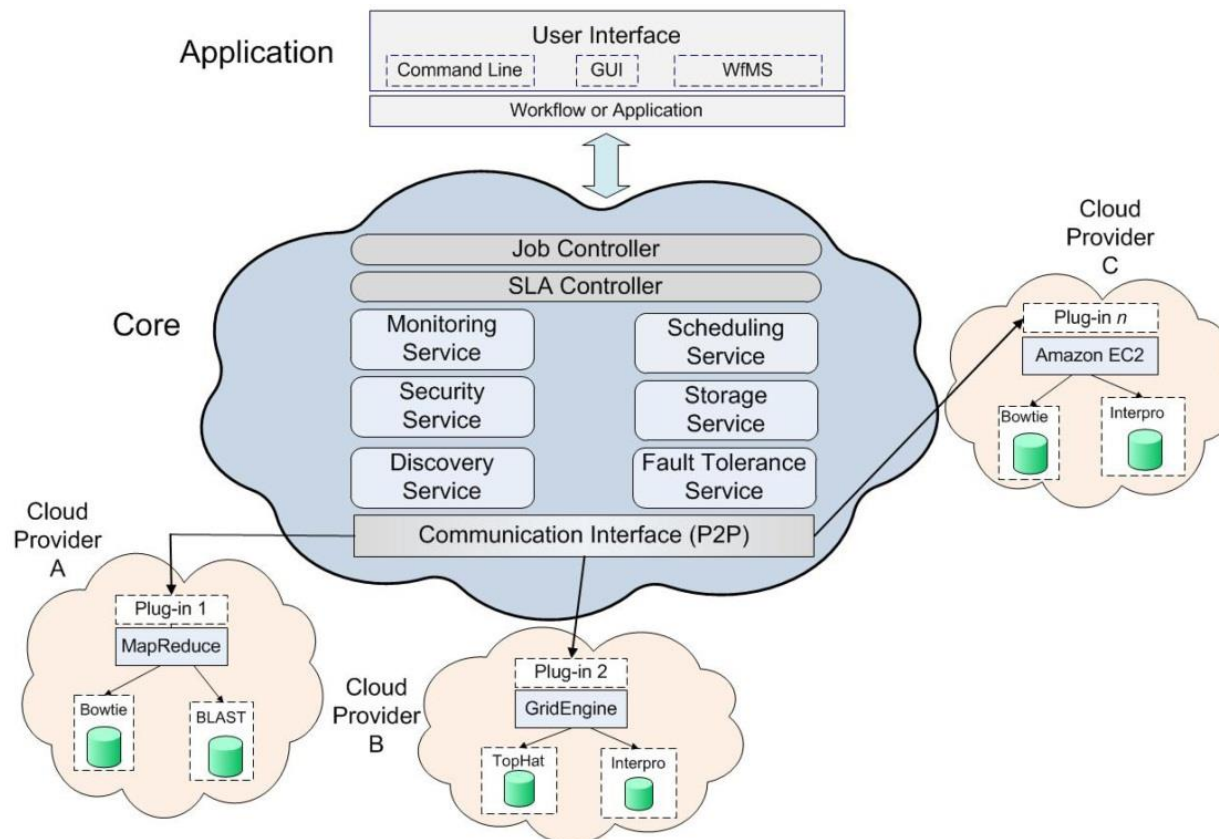 Application
User Interface
Command Line
GUI
WfMS
Workflow or Application
Core
Job Controller
SLA Controller
Monitoring
Service
Scheduling
Service
Security
Service
Storage
Service
Discovery
Service
Fault Tolerance
Service
Communication Interface (P2P)
Cloud
Provider
C
Plug-in n
Amazon EC2
Bowtie
Interpro
Cloud
Provider
A
Plug-in 1
MapReduce
Bowtie
BLAST
Cloud
Provider
B
Plug-in 2
GridEngine
TopHat
Interpro